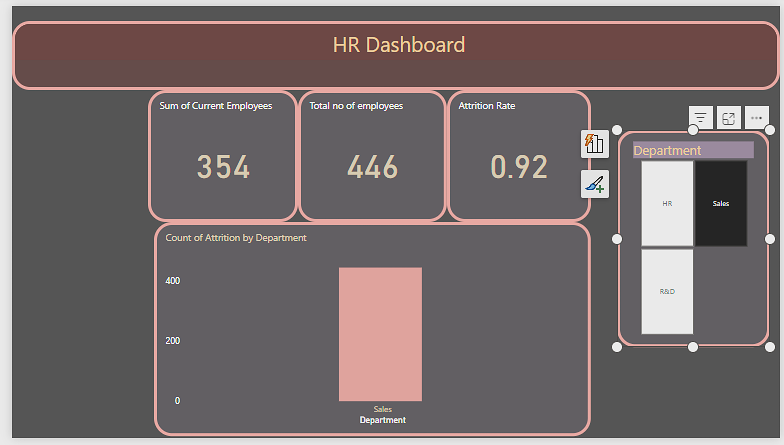 HR Dashboard
Sum of Current Employees
Total no of employees
Attrition Rate
354
446
0.92
Department
HR
Sales
R&D
Count of Attrition by Department
400
200
0
Sales
Department